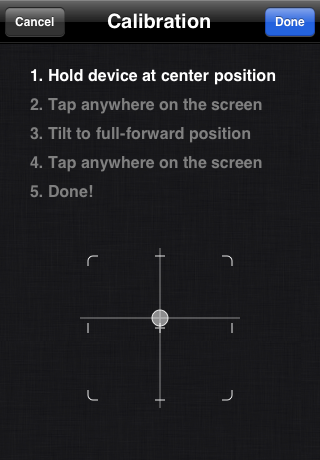 Cancel Calibration Done
1. Hold device at center position
2. Tap anywhere on the screen
3. Tilt to full-forward position
4. Tap anywhere on the screen
5. Done!